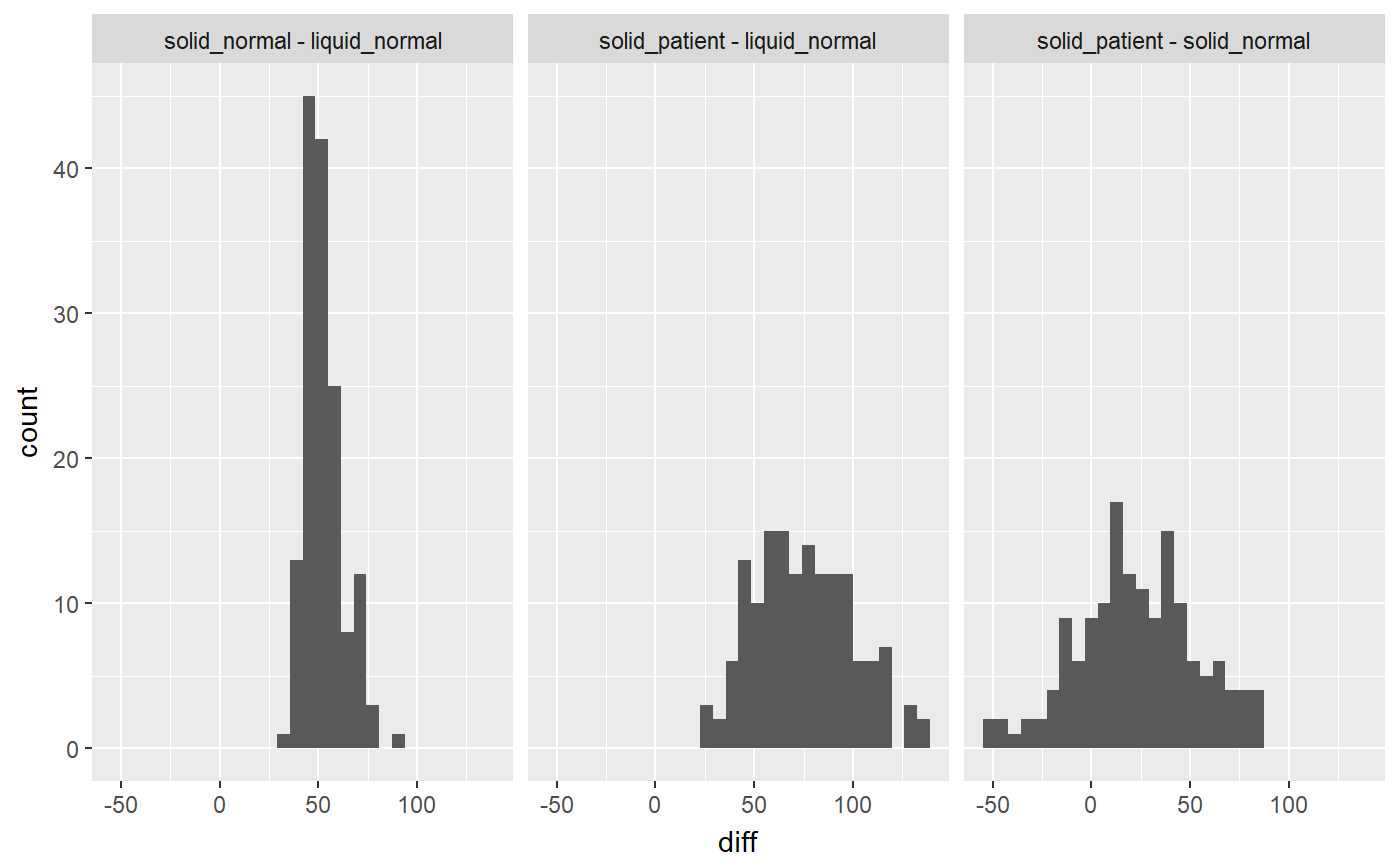 solid_normal - liquid_normal
solid_patient - liquid_normal
solid_patient - solid_normal
count
40
30
20
10
0
-50 0 50 100
-50 0 50 100
-50 0 50 100
diff